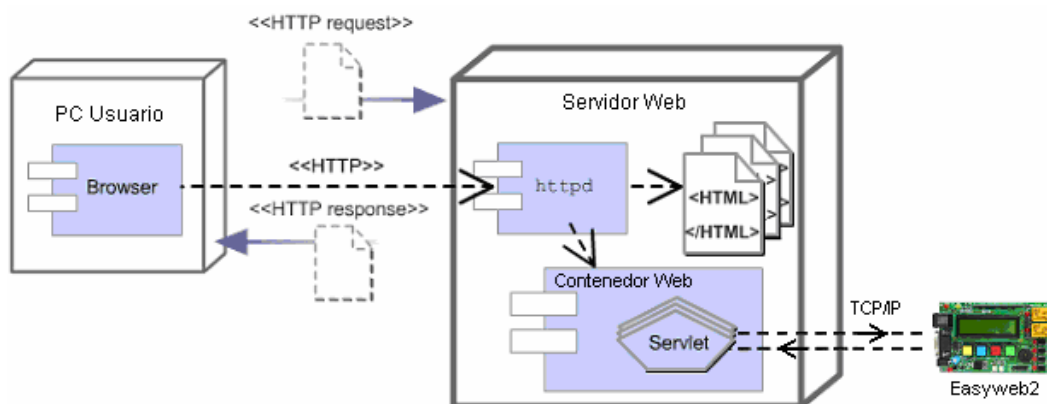 <<HTTP request>>
PC Usuario
Browser
<<HTTP>>
<<HTTP response>>
Servidor Web
httpd
<HTML>
</HTML>
>
>
>
>
Contenedor Web
Servlet
TCP/IP
Easyweb2